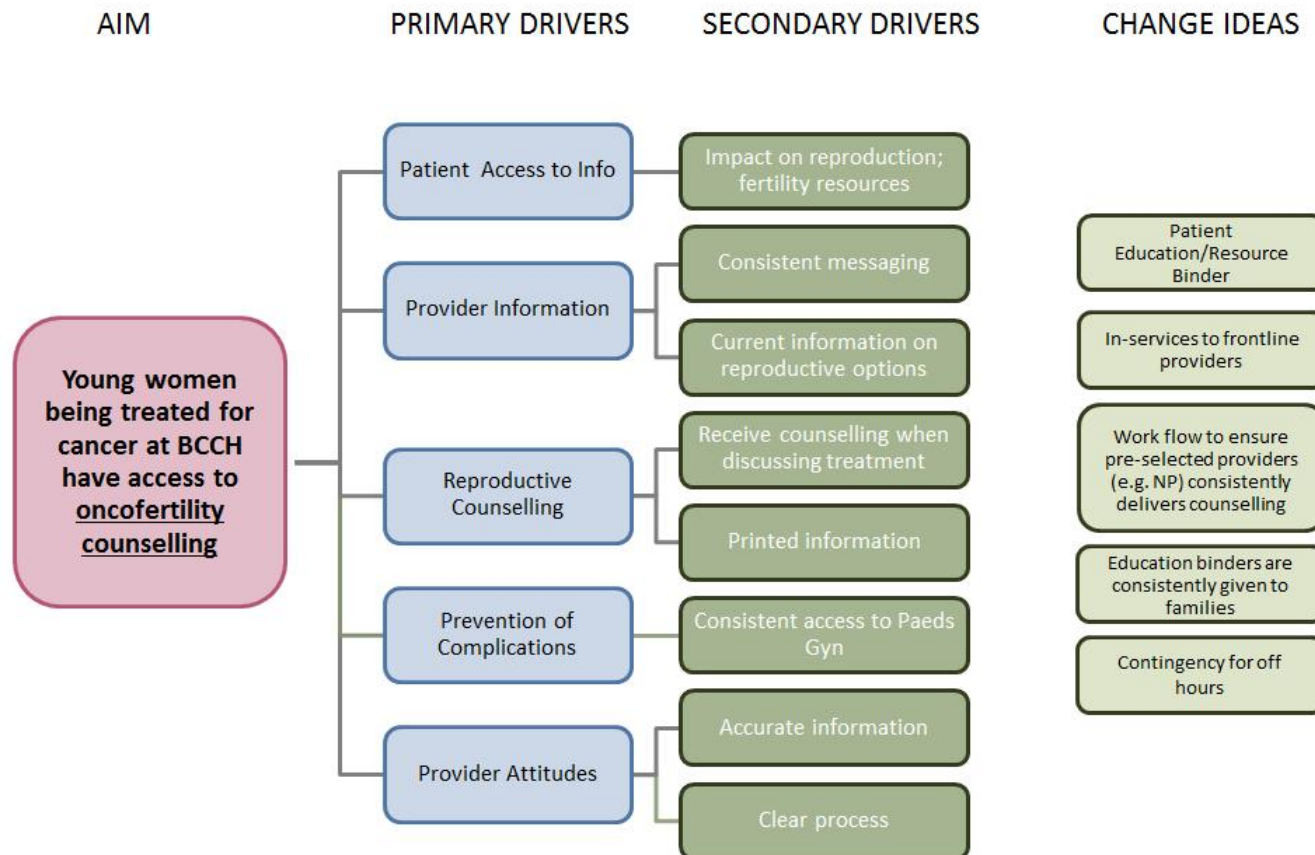 AIM
PRIMARY DRIVERS
SECONDARY DRIVERS
CHANGE IDEAS
Young women
being treated for
cancer at BCCH
have access to
oncofertility
counselling
Patient Access to Info
Provider Information
Reproductive
Counselling
Prevention of
Complications
Provider Attitudes
Impact on reproduction;
fertility resources
Consistent messaging
Current information on
reproductive options
Receive counselling when
discussing treatment
Printed information
Consistent access to Paeds
Gyn
Accurate information
Clear process
Patient
Education/Resource
Binder
In-services to frontline
providers
Work flow to ensure
pre-selected providers
(e.g. NP) consistently
delivers counselling
Education binders are
consistently given to
families
Contingency for off
hours